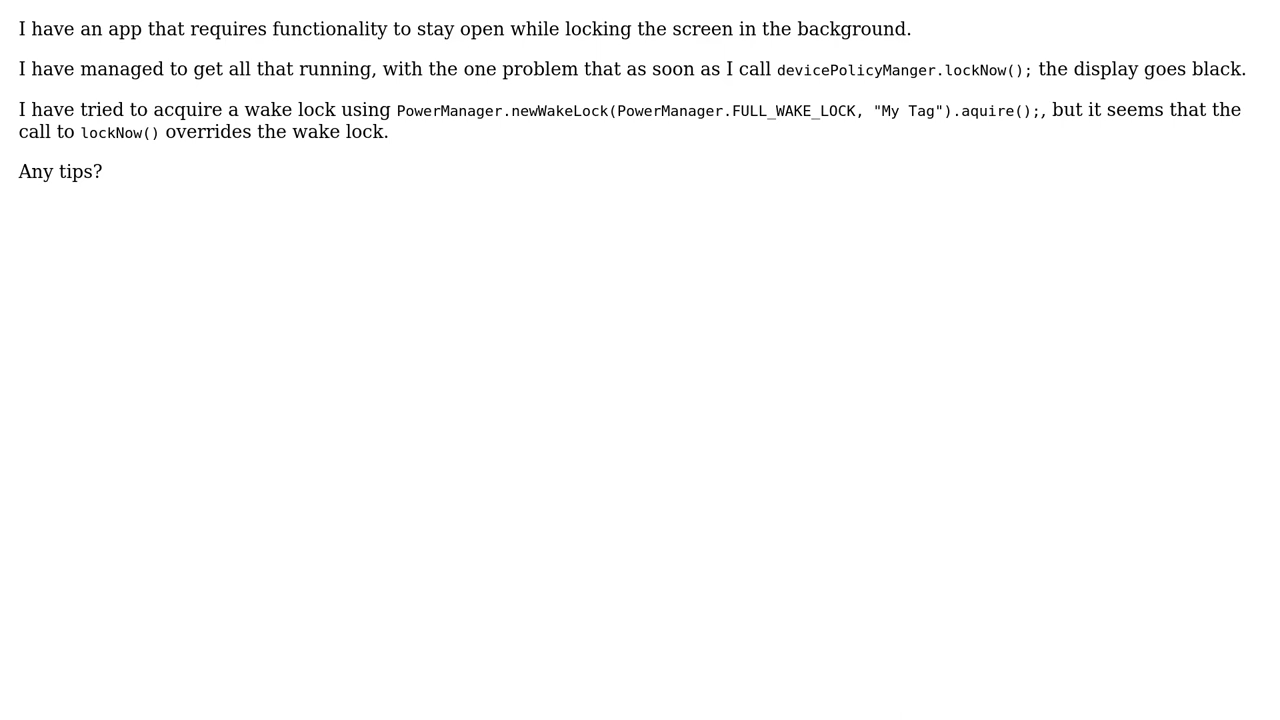 I have an app that requires functionality to stay open while locking the screen in the background.
I have managed to get all that running, with the one problem that as soon as I call devicePolicyManger.lockNow(); the display goes black.
I have tried to acquire a wake lock using PowerManager.newWakeLock(PowerManager.FULL_WAKE_LOCK, "My Tag").aquire();, but it seems that the
call to lockNow() overrides the wake lock.
Any tips?